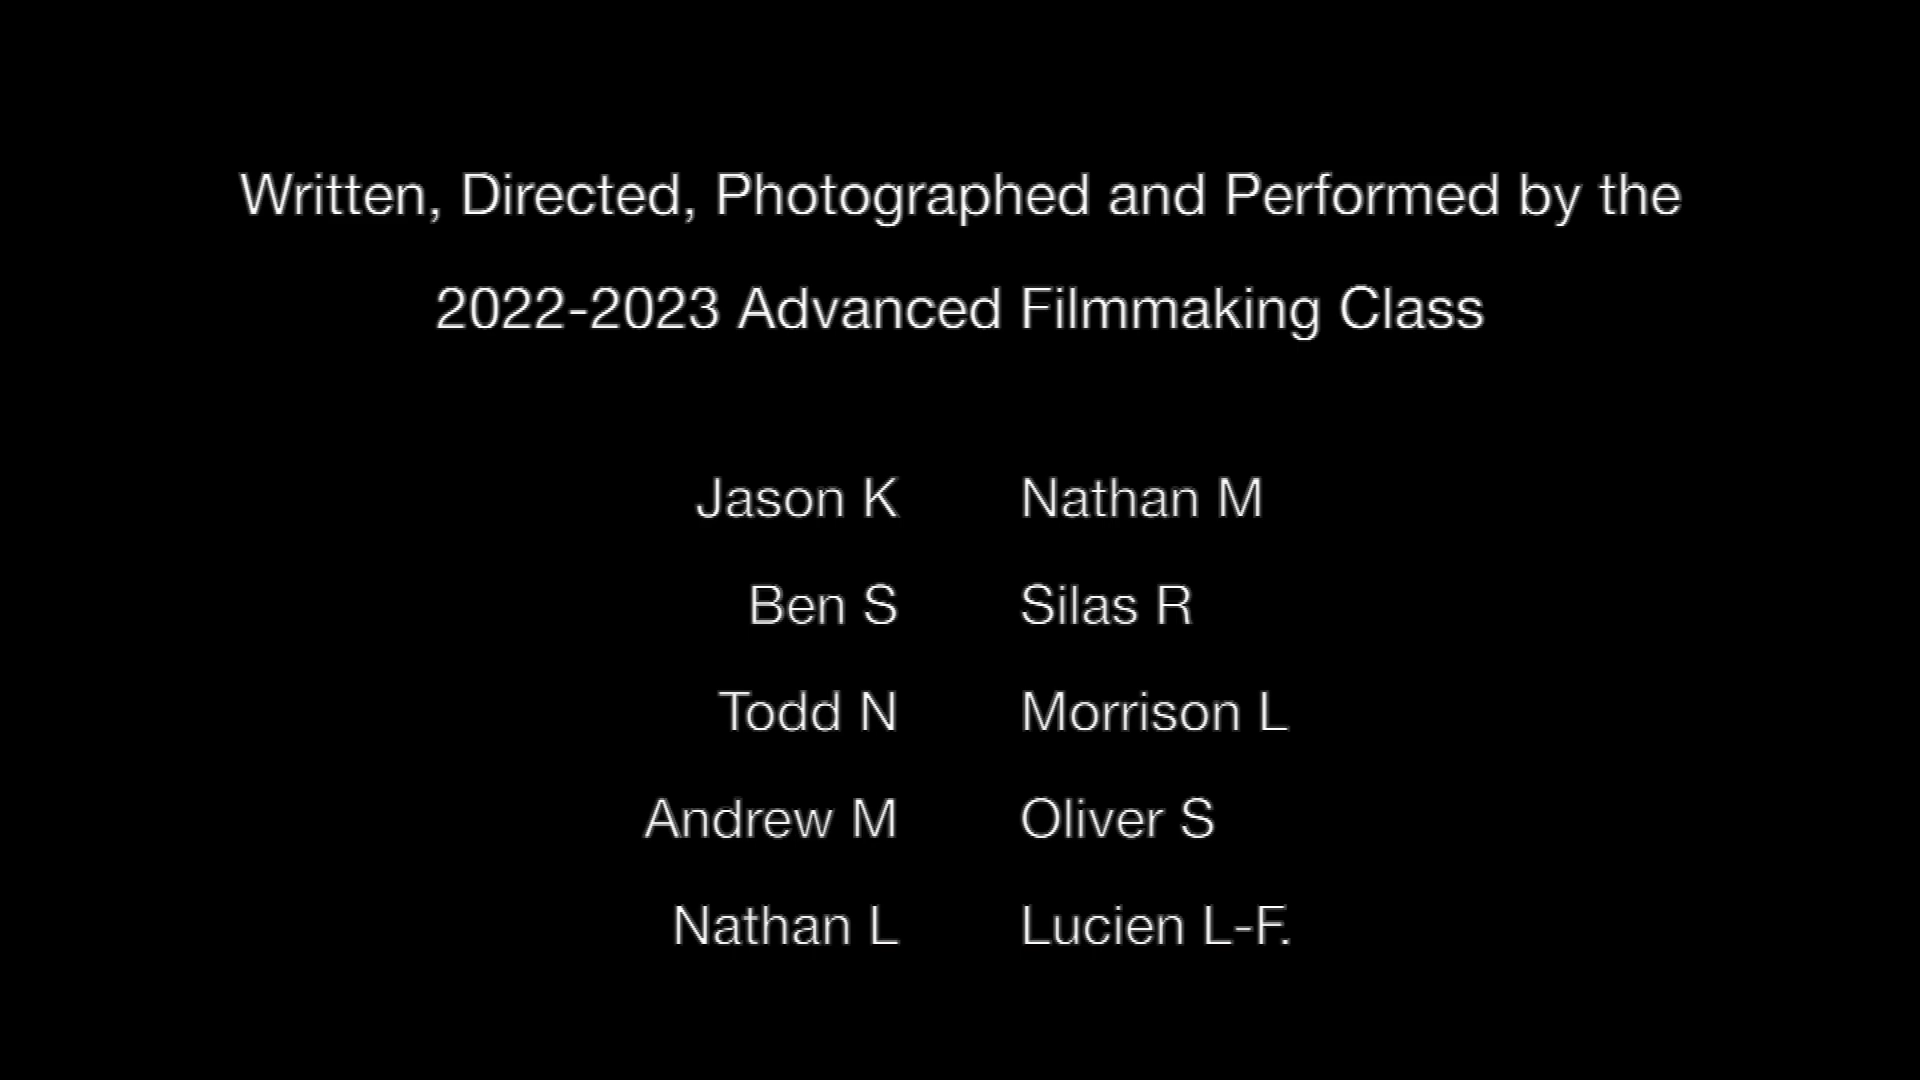 Written, Directed, Photographed and Performed by the
2022-2023 Advanced Filmmaking Class
Jason K Nathan M
Ben S Silas R
Todd N Morrison L
Andrew M Oliver S
Nathan L Lucien L-F.